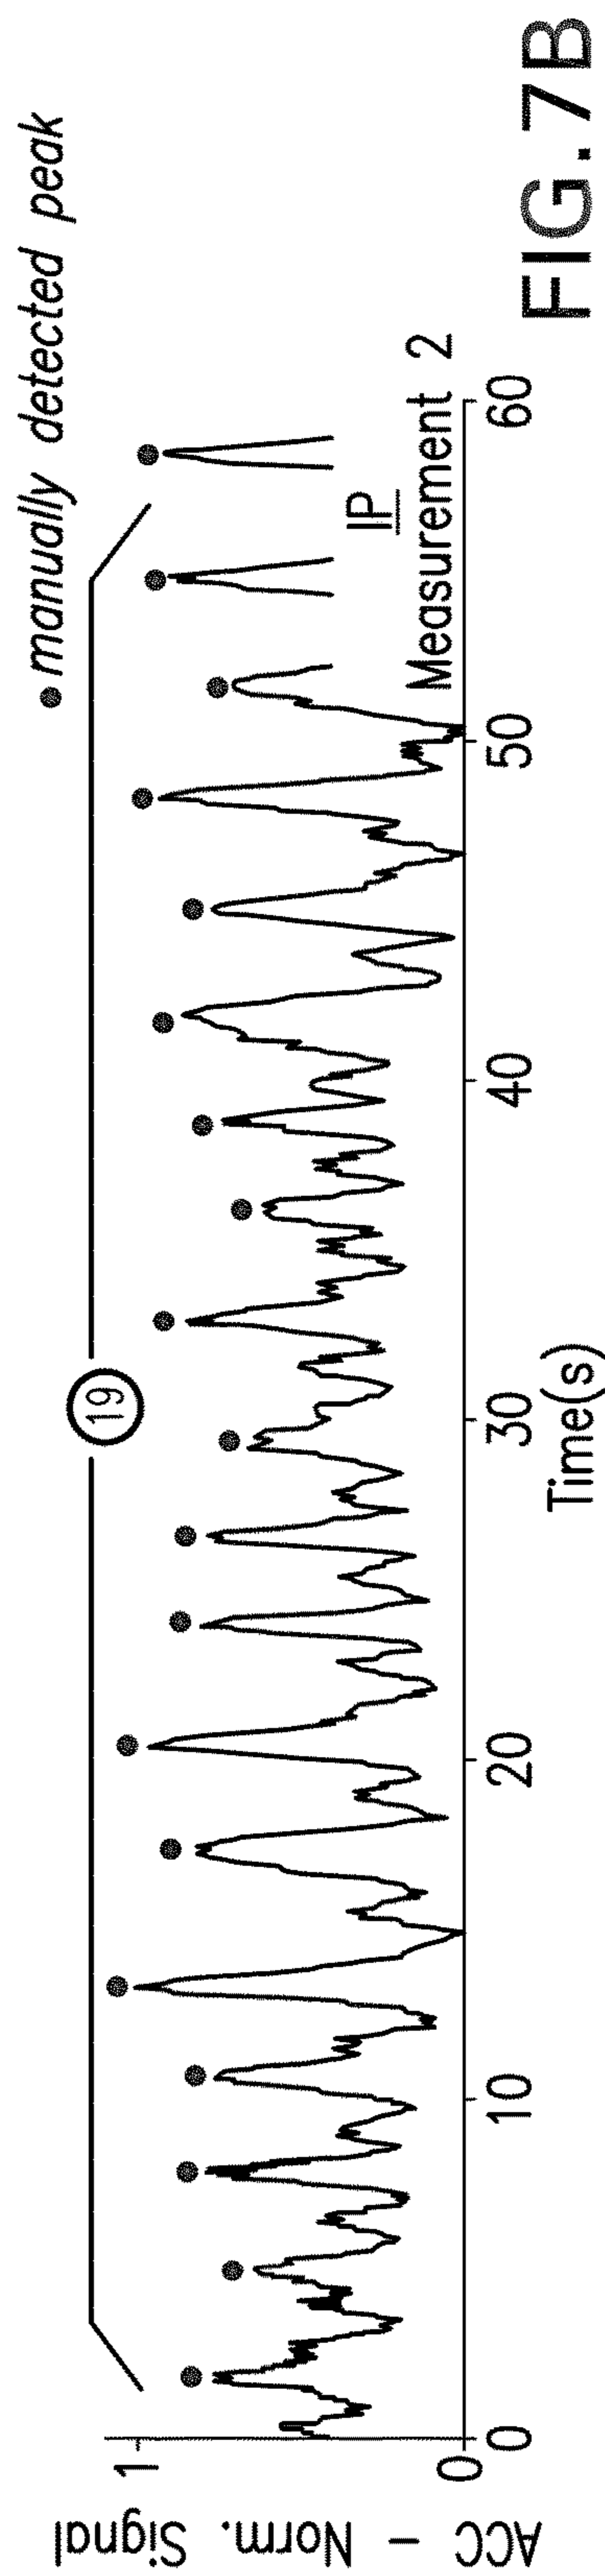 ● manually detected peak
19
ACC - Norm. Signal
1
0
IP
Measurement 2
0 10 20 30 40 50 60
Time(s)
FIG. 7B